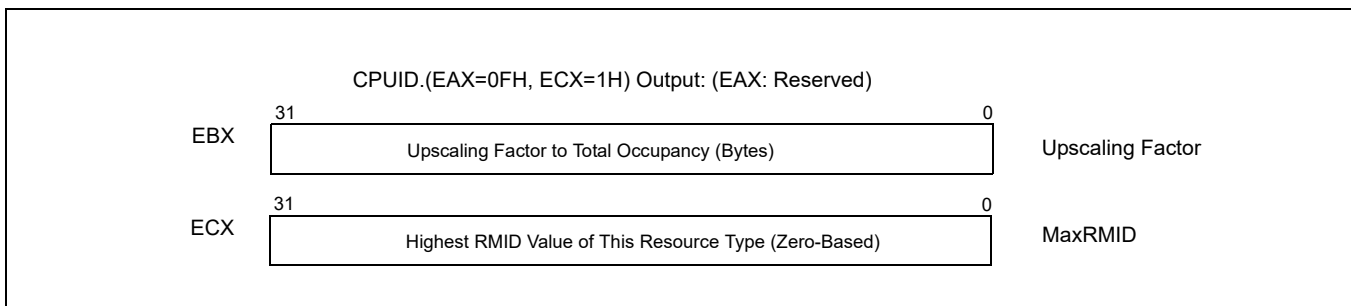 CPUID.(EAX=0FH, ECX=1H) Output: (EAX: Reserved)
31 0
EBX Upscaling Factor to Total Occupancy (Bytes) Upscaling Factor
31 0
ECX Highest RMID Value of This Resource Type (Zero-Based) MaxRMID